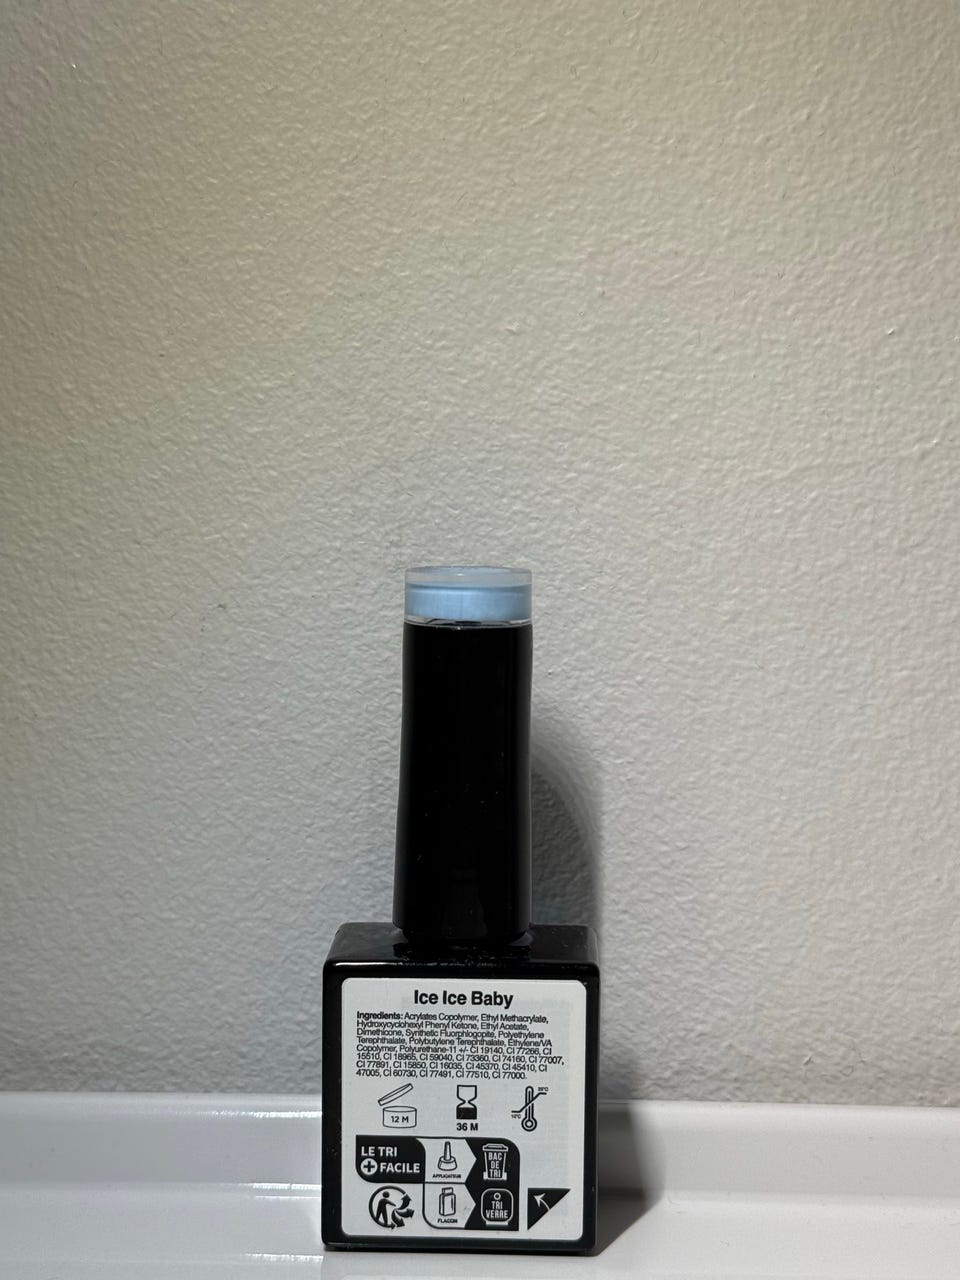 Ice Ice Baby
Ingredients: Acrylates Copolymer, Ethyl Methacrylate,
Hydroxycyclohexyl Phenyl Ketone, Ethyl Acetate,
Dimethicone, Synthetic Fluorphlogopite, Polyethylene
Terephthalate, Polybutylene Terephthalate, Ethylene/VA
Copolymer, Polyurethane-11 +/- CI 19140, CI 77266, CI
15510, CI 18965, CI 59040, CI 73360, CI 74160, CI 77007,
CI 77891, CI 15850, CI 16035, CI 45370, CI 45410, CI
47005, CI 60730, CI 77491, CI 77510, CI 77000.
12 M
36 M
10°C
LE TRI
+ FACILE
APPLICATEUR
BAC
DE
TRI
FLACON
TRI
VERRE